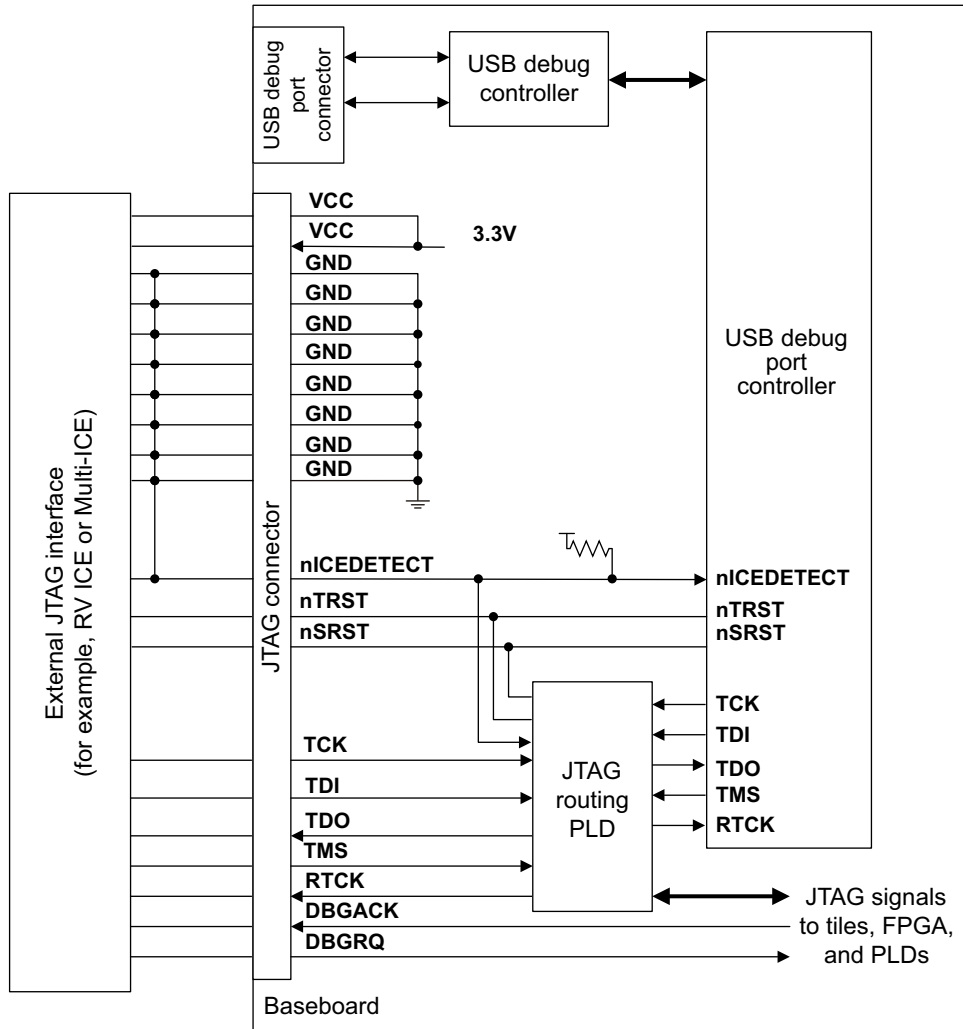 USB debug
port
connector
USB debug
controller
VCC
VCC
3.3V
GND
GND
GND
GND
GND
GND
GND
GND
USB debug
port
controller
External JTAG interface
(for example, RV ICE or Multi-ICE)
JTAG connector
nICEDETECT
nICEDETECT
nTRST
nTRST
nSRST
nSRST
TCK
TDI
TDO
TMS
RTCK
JTAG
routing
PLD
TCK
TDI
TDO
TMS
RTCK
DBGACK
DBGRQ
JTAG signals
to tiles, FPGA,
and PLDs
Baseboard